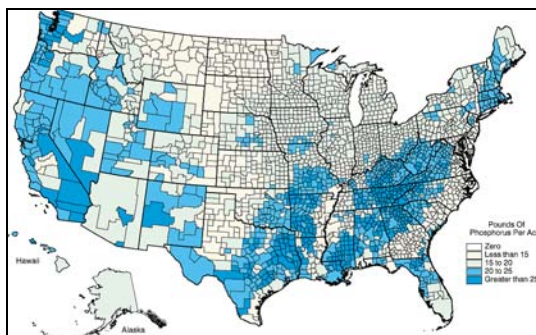 Pounds Of
Phosphorus Per Ac
Zero
Less than 15
15 to 20
20 to 25
Greater than 25
Hawaii
Alaska